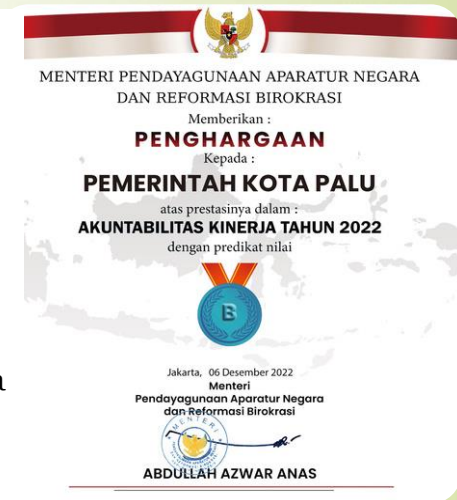 MENTERI PENDAYAGUNAAN APARATUR NEGARA
DAN REFORMASI BIROKRASI
Memberikan :
PENGHARGAAN
Kepada :
PEMERINTAH KOTA PALU
atas prestasinya dalam :
AKUNTABILITAS KINERJA TAHUN 2022
dengan predikat nilai
B
Jakarta, 06 Desember 2022
Menteri
Pendayagunaan Aparatur Negara
dan Reformasi Birokrasi
MENTERI
ABDULLAH AZWAR ANAS